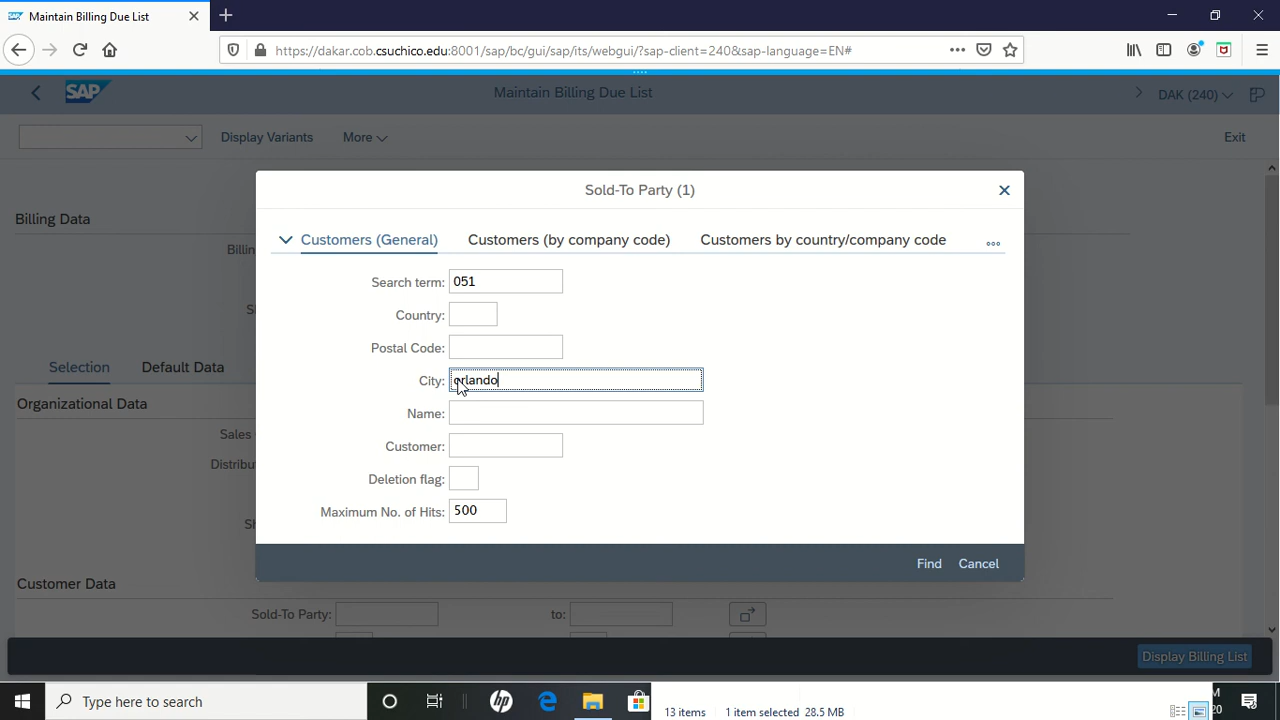 Maintain Billing Due List
https://dakar.cob.csuchico.edu:8001/sap/bc/gui/sap/its/webgui/?sap-client=240&sap-language=EN#
SAP
Maintain Billing Due List
DAK (240)
Display Variants
More
Exit
Sold-To Party (1)
Billing Data
Customers (General)
Customers (by company code)
Customers by country/company code
Billin
Search term: 051
Country:
Postal Code:
Selection
Default Data
City: orlando
Organizational Data
Name:
Sales
Customer:
Distribut
Deletion flag:
Maximum No. of Hits: 500
Find
Cancel
Customer Data
Sold-To Party:
to:
Display Billing List
Type here to search
hp
13 items
1 item selected 28.5 MB